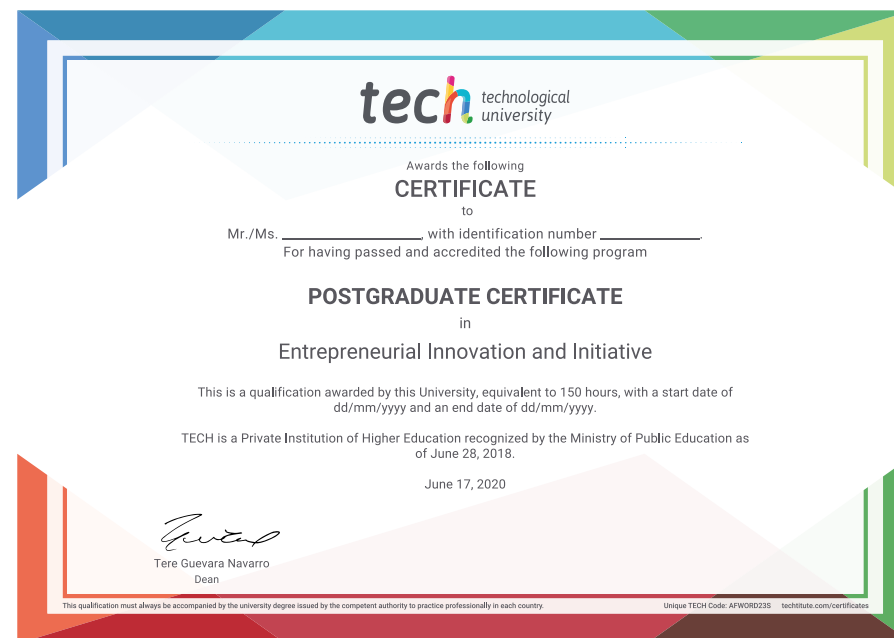 tech technological
university
Awards the following
CERTIFICATE
to
Mr./Ms. ____________________, with identification number ______________.
For having passed and accredited the following program
POSTGRADUATE CERTIFICATE
in
Entrepreneurial Innovation and Initiative
This is a qualification awarded by this University, equivalent to 150 hours, with a start date of
dd/mm/yyyy and an end date of dd/mm/yyyy.
TECH is a Private Institution of Higher Education recognized by the Ministry of Public Education as
of June 28, 2018.
June 17, 2020
Tere Guevara Navarro
Dean
This qualification must always be accompanied by the university degree issued by the competent authority to practice professionally in each country.
Unique TECH Code: AFWORD23S techtitute.com/certificates